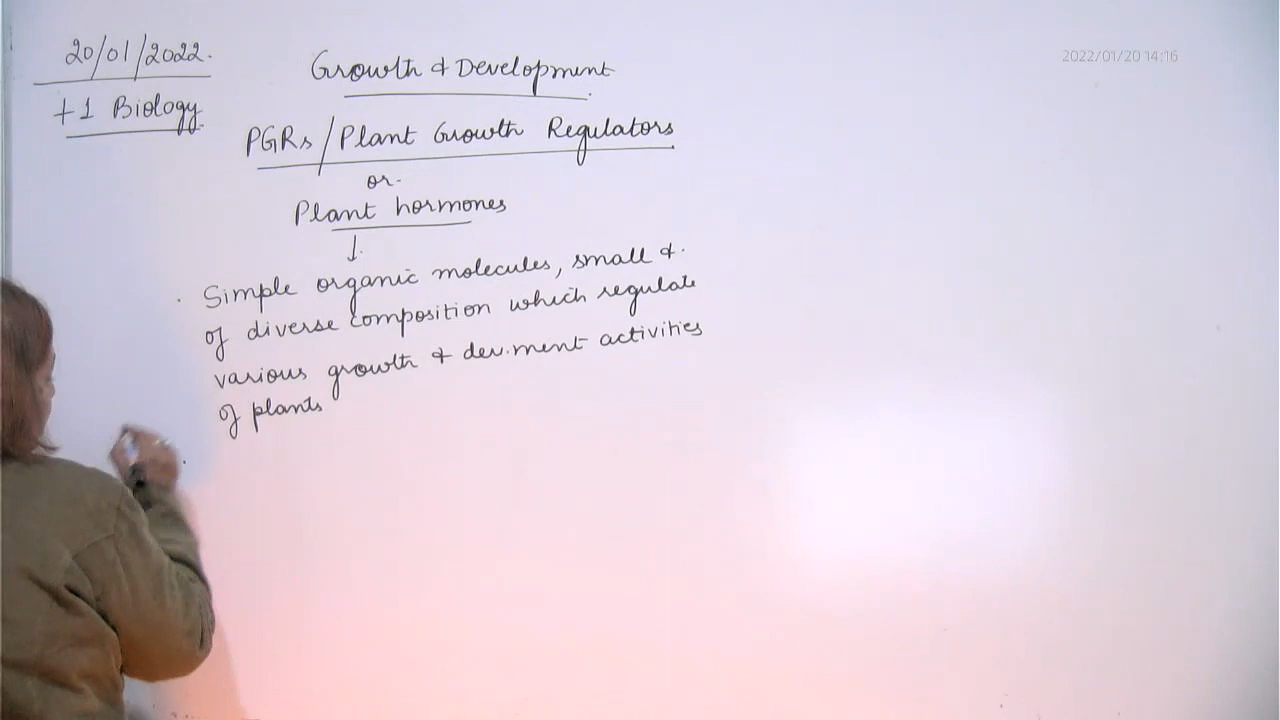 20/01/2022.
+1 Biology
2022/01/20 14:16
Growth & Development
PGRs/Plant Growth Regulators
or
Plant hormones
Simple organic molecules, small &
of diverse composition which regulate
various growth & dev.ment activities
of plants